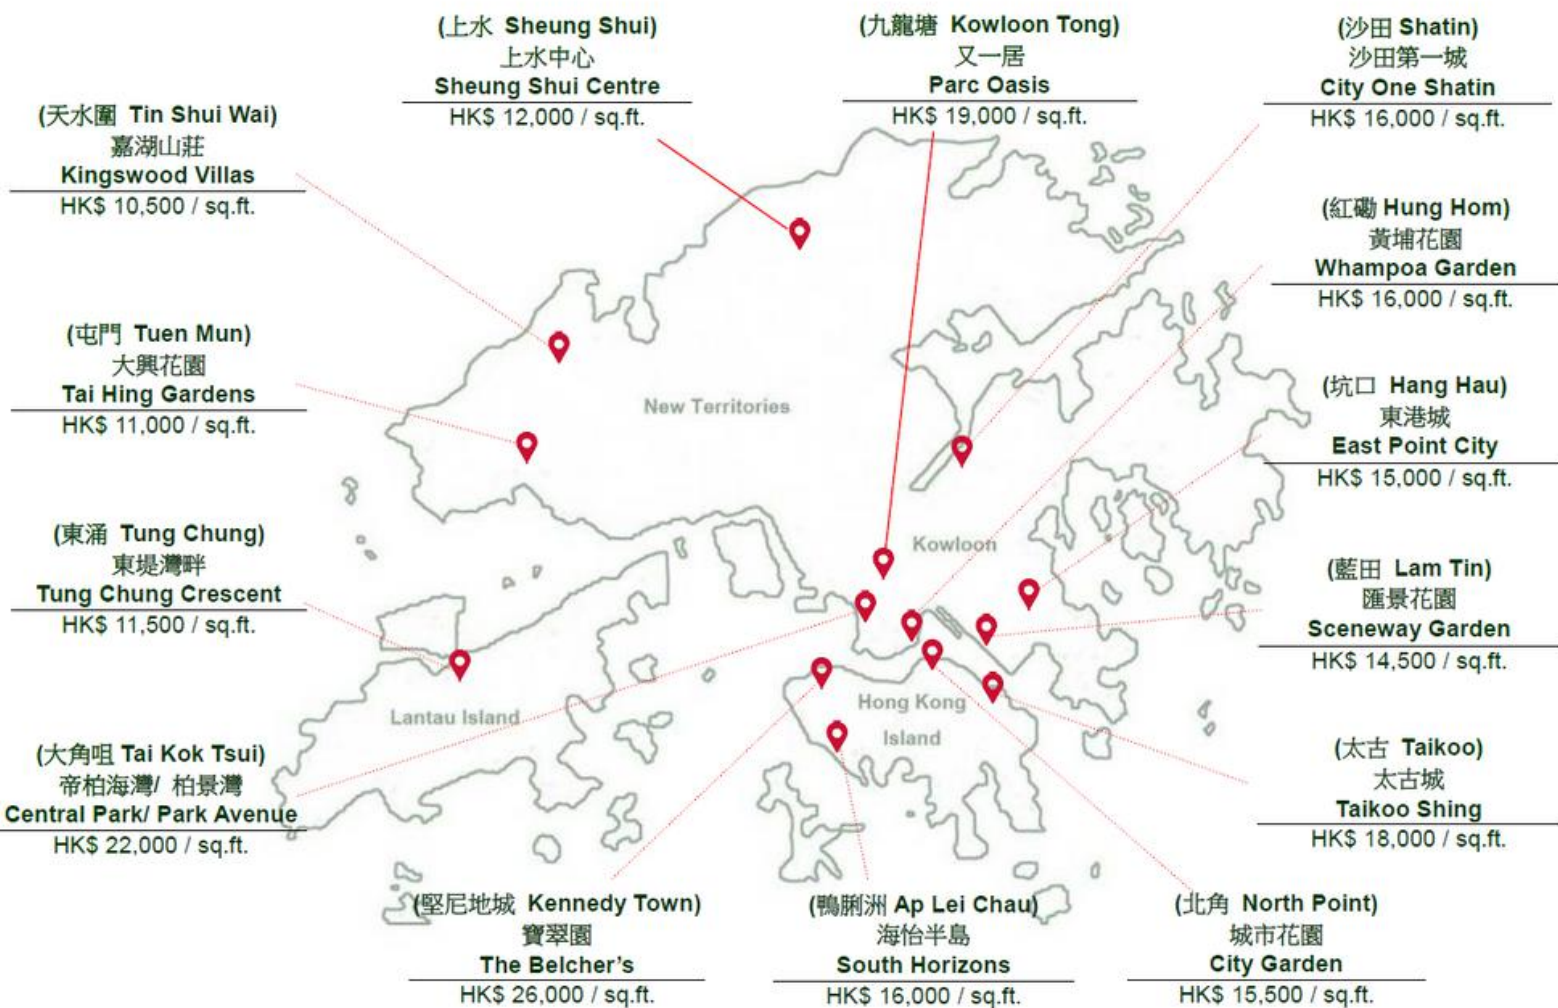 (上水 Sheung Shui)
上水中心
Sheung Shui Centre
HK$ 12,000 / sq.ft.
(九龍塘 Kowloon Tong)
又一居
Parc Oasis
HK$ 19,000 / sq.ft.
(沙田 Shatin)
沙田第一城
City One Shatin
HK$ 16,000 / sq.ft.
(天水圍 Tin Shui Wai)
嘉湖山莊
Kingswood Villas
HK$ 10,500 / sq.ft.
(紅磡 Hung Hom)
黃埔花園
Whampoa Garden
HK$ 16,000 / sq.ft.
(屯門 Tuen Mun)
大興花園
Tai Hing Gardens
HK$ 11,000 / sq.ft.
New Territories
(坑口 Hang Hau)
東港城
East Point City
HK$ 15,000 / sq.ft.
(東涌 Tung Chung)
東堤灣畔
Tung Chung Crescent
HK$ 11,500 / sq.ft.
Kowloon
(藍田 Lam Tin)
匯景花園
Sceneway Garden
HK$ 14,500 / sq.ft.
Lantau Island
Hong Kong
Island
(大角咀 Tai Kok Tsui)
帝柏海灣/ 柏景灣
Central Park/ Park Avenue
HK$ 22,000 / sq.ft.
(太古 Taikoo)
太古城
Taikoo Shing
HK$ 18,000 / sq.ft.
(堅尼地城 Kennedy Town)
寶翠園
The Belcher's
HK$ 26,000 / sq.ft.
(鴨脷洲 Ap Lei Chau)
海怡半島
South Horizons
HK$ 16,000 / sq.ft.
(北角 North Point)
城市花園
City Garden
HK$ 15,500 / sq.ft.